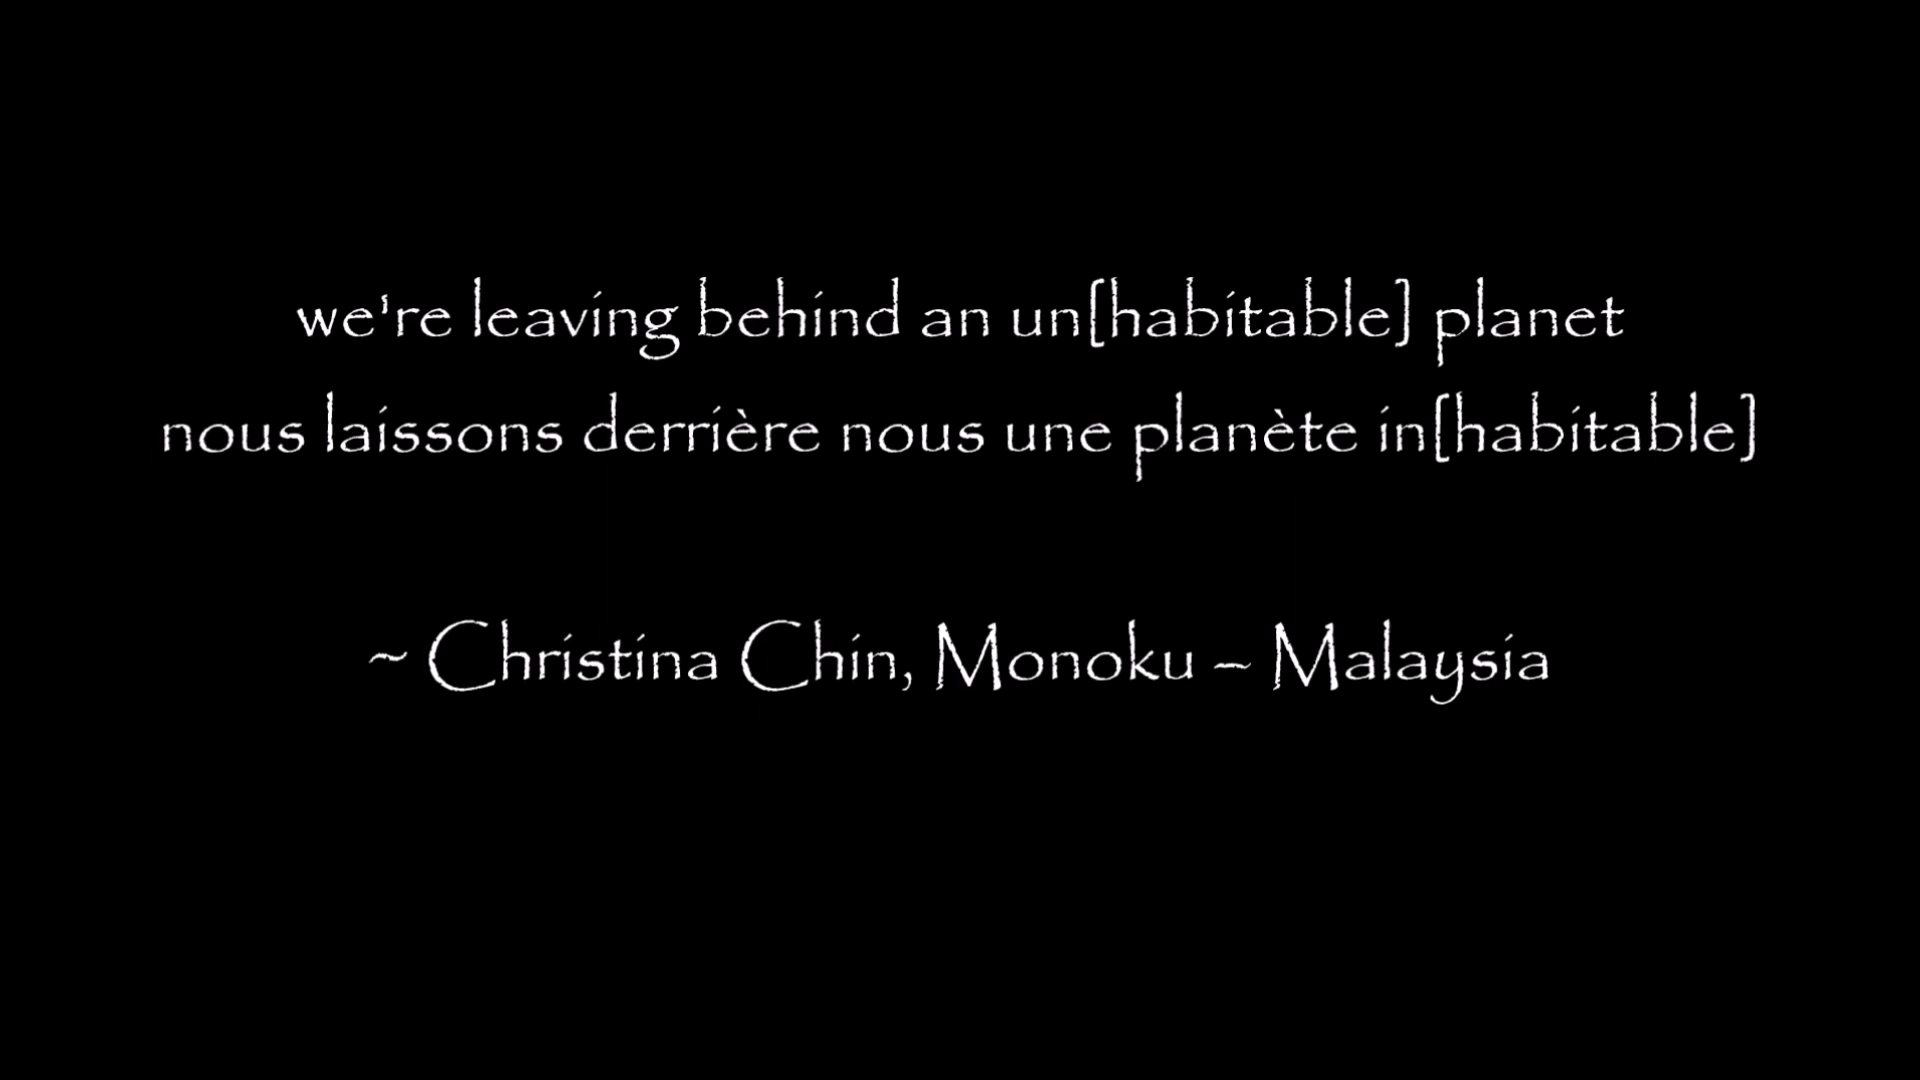 we're leaving behind an un[habitable] planet
nous laissons derrière nous une planète in[habitable]
~ Christina Chin, Monoku – Malaysia